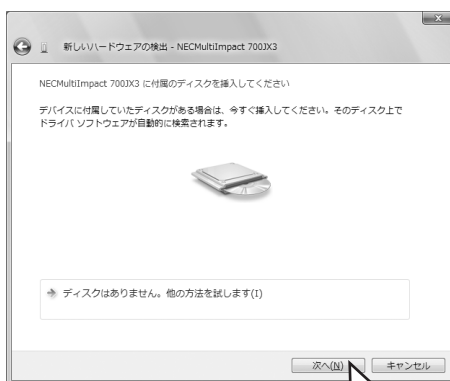 新しいハードウェアの検出 - NECMultiImpact 700JX3
NECMultiImpact 700JX3 に付属のディスクを挿入してください
デバイスに付属していたディスクがある場合は、今すぐ挿入してください。そのディスク上で
ドライバ ソフトウェアが自動的に検索されます。
ディスクはありません。他の方法を試します(I)
次へ(N)
キャンセル